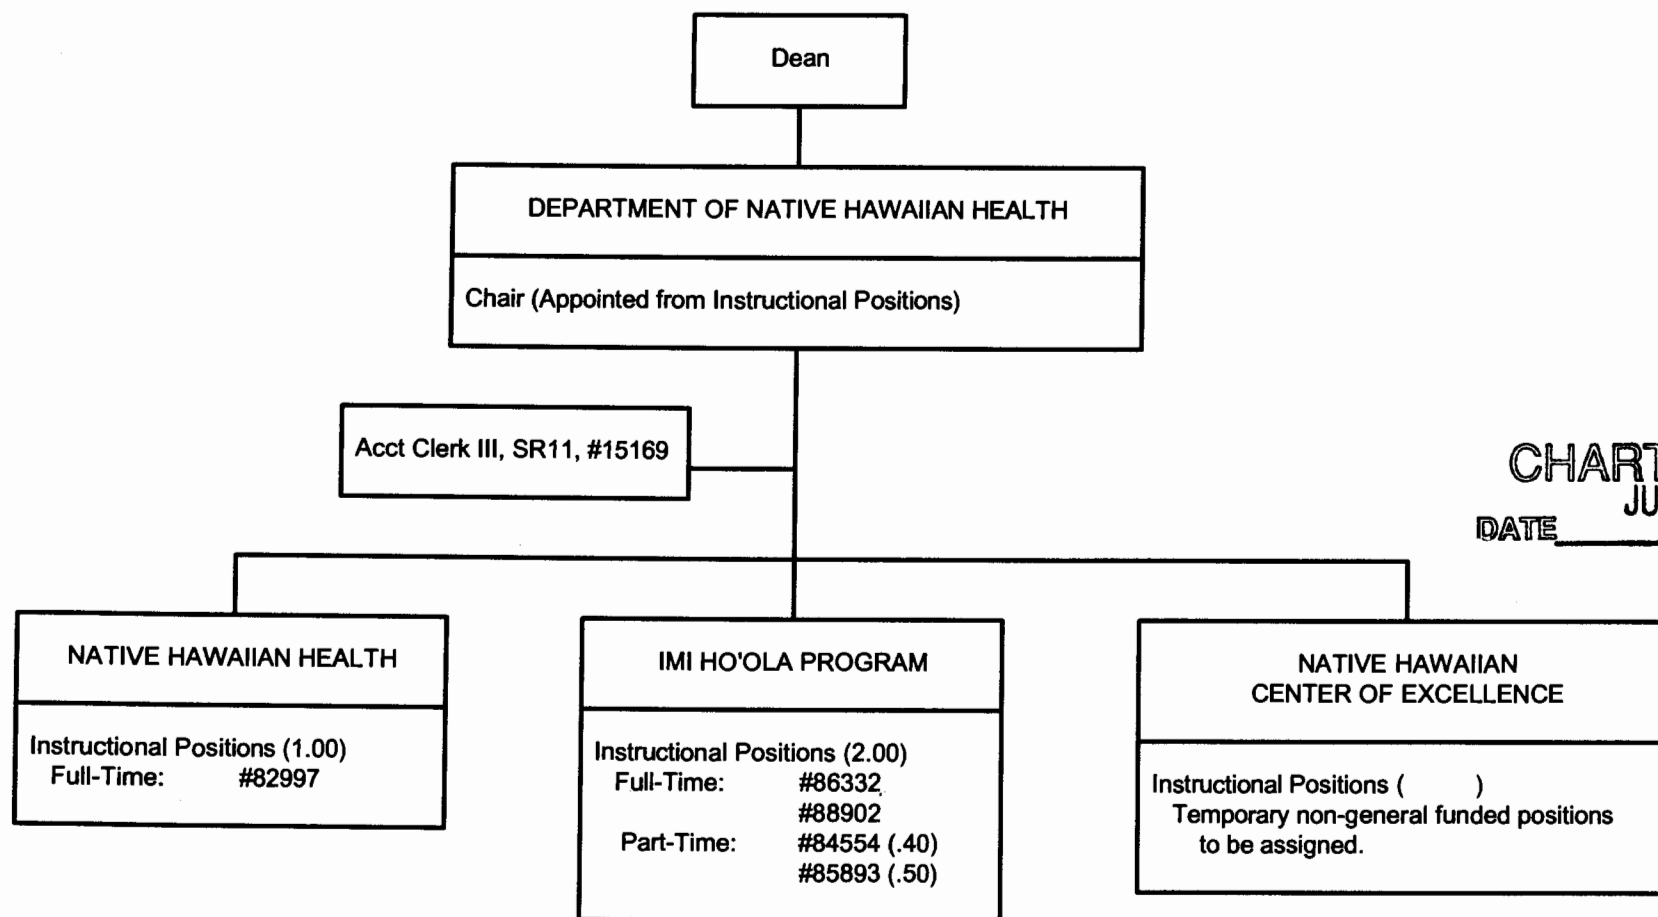 Dean
DEPARTMENT OF NATIVE HAWAIIAN HEALTH
Chair (Appointed from Instructional Positions)
Acct Clerk III, SR11, #15169
CHART
JU
DATE
NATIVE HAWAIIAN HEALTH
Instructional Positions (1.00)
Full-Time: #82997
IMI HO'OLA PROGRAM
Instructional Positions (2.00)
Full-Time: #86332
#88902
Part-Time: #84554 (.40)
#85893 (.50)
NATIVE HAWAIIAN
CENTER OF EXCELLENCE
Instructional Positions ( )
Temporary non-general funded positions
to be assigned.